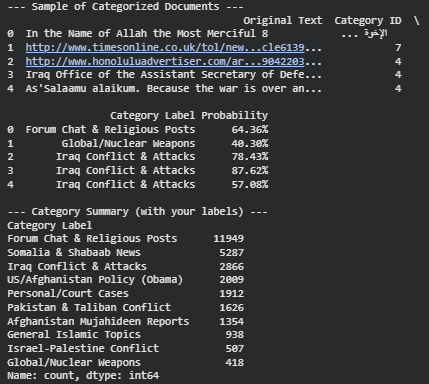 --- Sample of Categorized Documents ---
Original Text  Category ID  \
0  In the Name of Allah the Most Merciful 8  ... الإخوة
1  http://www.timesonline.co.uk/tol/new...cle6139...  7
2  http://www.honoluluadvertiser.com/ar...9042203...  4
3  Iraq Office of the Assistant Secretary of Defe...  4
4  As'Salaamu alaikum. Because the war is over an...  4
Category Label Probability
0  Forum Chat & Religious Posts  64.36%
1  Global/Nuclear Weapons  40.30%
2  Iraq Conflict & Attacks  78.43%
3  Iraq Conflict & Attacks  87.62%
4  Iraq Conflict & Attacks  57.08%
--- Category Summary (with your labels) ---
Category Label
Forum Chat & Religious Posts  11949
Somalia & Shabaab News  5287
Iraq Conflict & Attacks  2866
US/Afghanistan Policy (Obama)  2009
Personal/Court Cases  1912
Pakistan & Taliban Conflict  1626
Afghanistan Mujahideen Reports  1354
General Islamic Topics  938
Israel-Palestine Conflict  507
Global/Nuclear Weapons  418
Name: count, dtype: int64